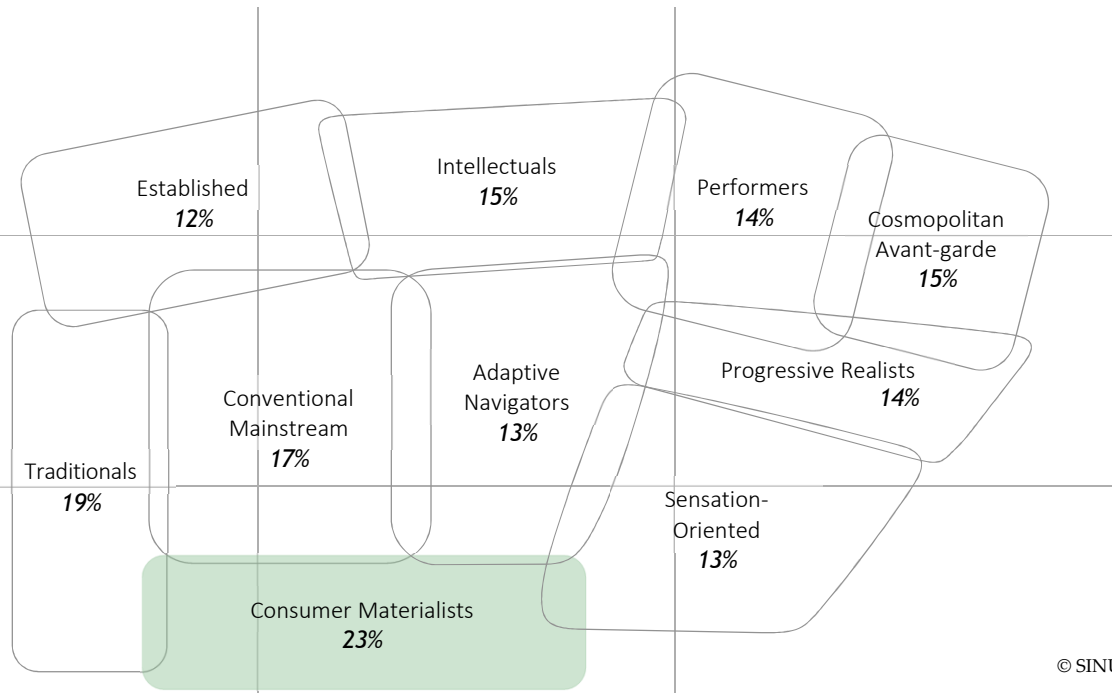 Established
12%
Intellectuals
15%
Performers
14%
Cosmopolitan
Avant-garde
15%
Progressive Realists
14%
Adaptive
Navigators
13%
Conventional
Mainstream
17%
Traditionals
19%
Sensation-
Oriented
13%
Consumer Materialists
23%
©